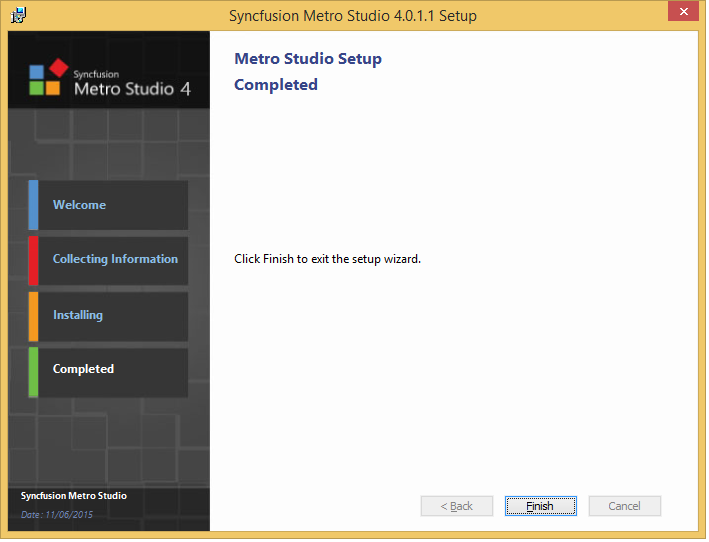 Syncfusion Metro Studio 4.0.1.1 Setup
Syncfusion
Metro Studio 4
Welcome
Collecting Information
Installing
Completed
Syncfusion Metro Studio
Date: 11/06/2015
Metro Studio Setup
Completed
Click Finish to exit the setup wizard.
< Back
Finish
Cancel